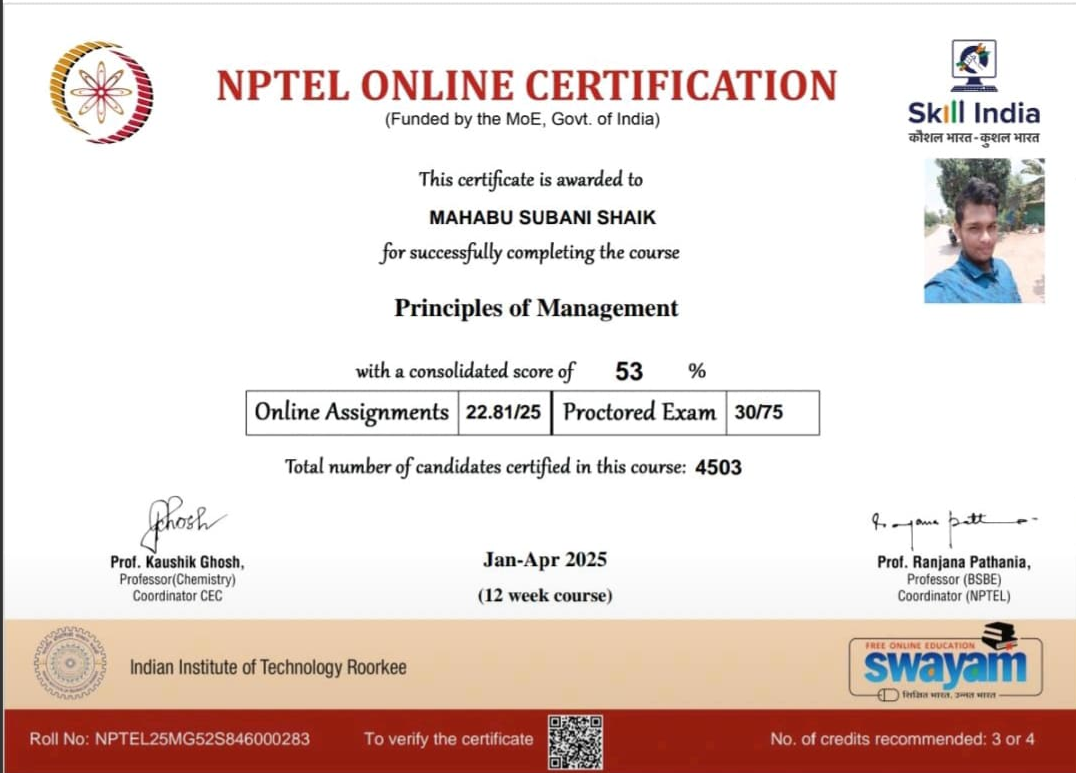 NPTEL ONLINE CERTIFICATION
(Funded by the MoE, Govt. of India)
Skill India
कौशल भारत-कुशल भारत
This certificate is awarded to
MAHABU SUBANI SHAIK
for successfully completing the course
Principles of Management
with a consolidated score of 53 %
Online Assignments 22.81/25 Proctored Exam 30/75
Total number of candidates certified in this course: 4503
Prof. Kaushik Ghosh,
Professor(Chemistry)
Coordinator CEC
Jan-Apr 2025
(12 week course)
Prof. Ranjana Pathania,
Professor (BSBE)
Coordinator (NPTEL)
Indian Institute of Technology Roorkee
FREE ONLINE EDUCATION
swayam
शिक्षित भारत, उन्नत भारत
Roll No: NPTEL25MG52S846000283
To verify the certificate
No. of credits recommended: 3 or 4